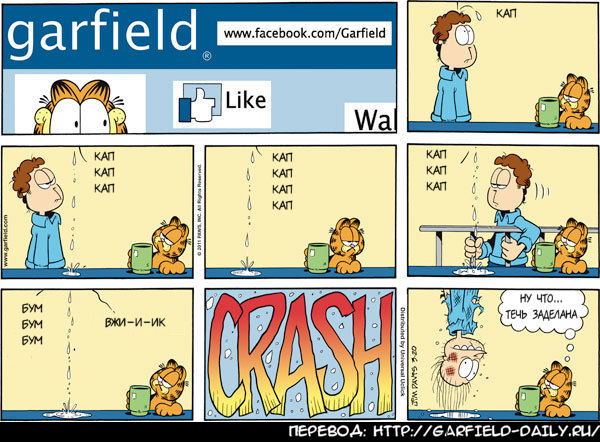 garfield®
www.facebook.com/Garfield
Like
Wal
КАП
КАП
КАП
КАП
www.garfield.com
© 2011 PAWS, INC. All Rights Reserved.
КАП
КАП
КАП
КАП
КАП
КАП
КАП
БУМ
БУМ
БУМ
ВЖИ-И-ИК
CRASH
Distributed by Universal Uclick
JIM DAVIS
НУ ЧТО...
ТЕЧЬ ЗАДЕЛАНА
ПЕРЕВОД: HTTP://GARFIELD-DAILY.RU/